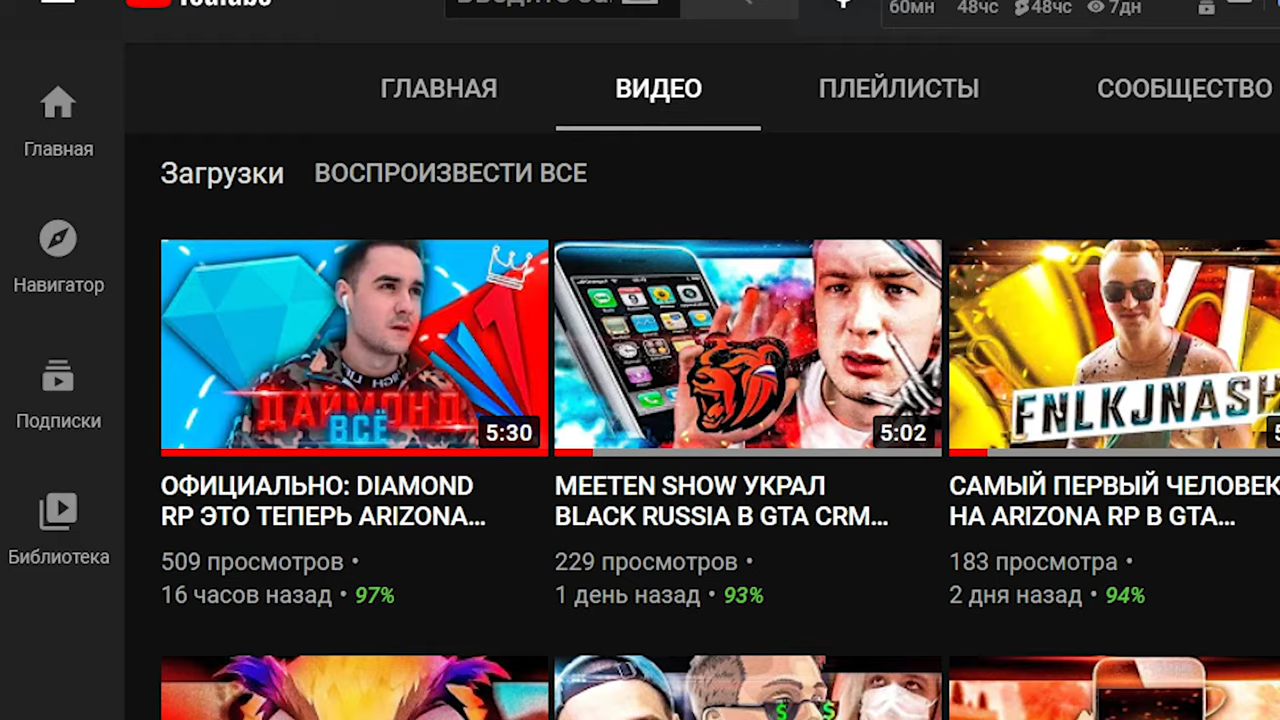 60мн 48чс 48чс 7дн
ГЛАВНАЯ ВИДЕО ПЛЕЙЛИСТЫ СООБЩЕСТВО
Главная
Загрузки ВОСПРОИЗВЕСТИ ВСЕ
Навигатор
Подписки
Библиотека
ДАЙМОНД
ВСЁ
5:30
5:02
FNLKJNASH
ОФИЦИАЛЬНО: DIAMOND
RP ЭТО ТЕПЕРЬ ARIZONA...
509 просмотров •
16 часов назад • 97%
MEETEN SHOW УКРАЛ
BLACK RUSSIA В GTA CRM...
229 просмотров •
1 день назад • 93%
САМЫЙ ПЕРВЫЙ ЧЕЛОВЕК
НА ARIZONA RP В GTA...
183 просмотра •
2 дня назад • 94%